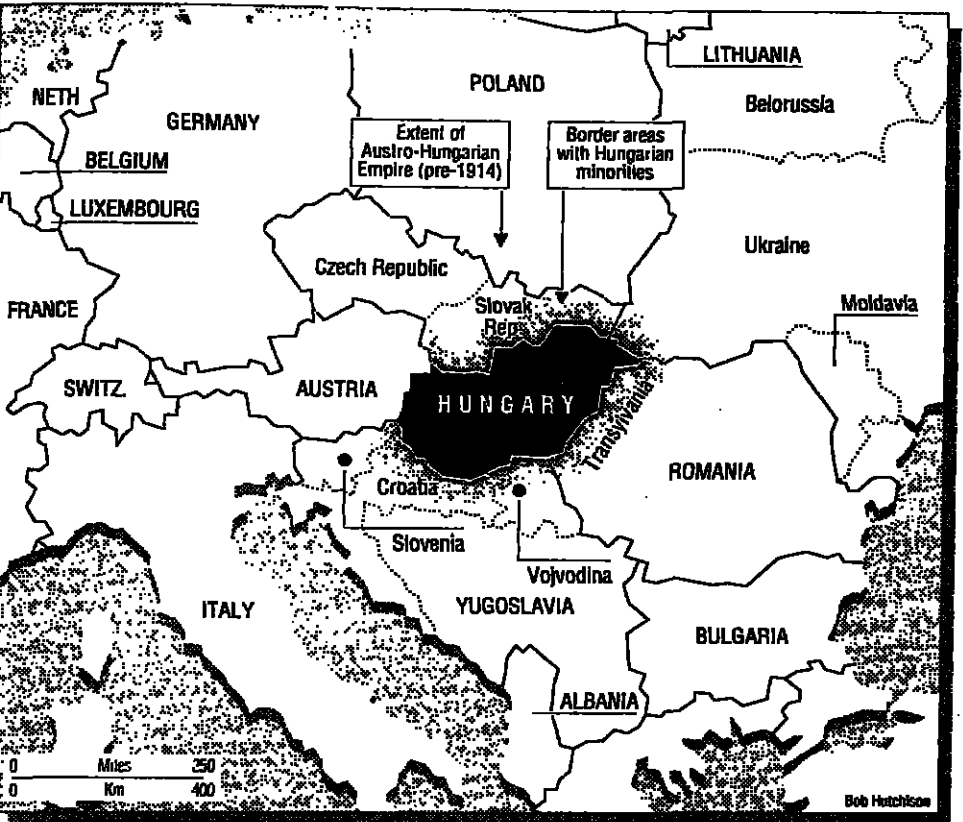 LITHUANIA
POLAND
NETH
Belorussia
GERMANY
Extent of
Austro-Hungarian
Empire (pre-1914)
Border areas
with Hungarian
minorities
BELGIUM
LUXEMBOURG
Ukraine
Czech Republic
FRANCE
Slovak
Rep.
Moldavia
SWITZ.
AUSTRIA
HUNGARY
Transylvania
ROMANIA
Croatia
Slovenia
Vojvodina
ITALY
YUGOSLAVIA
BULGARIA
ALBANIA
0 Miles 250
0 Km 400
Bob Hutchison